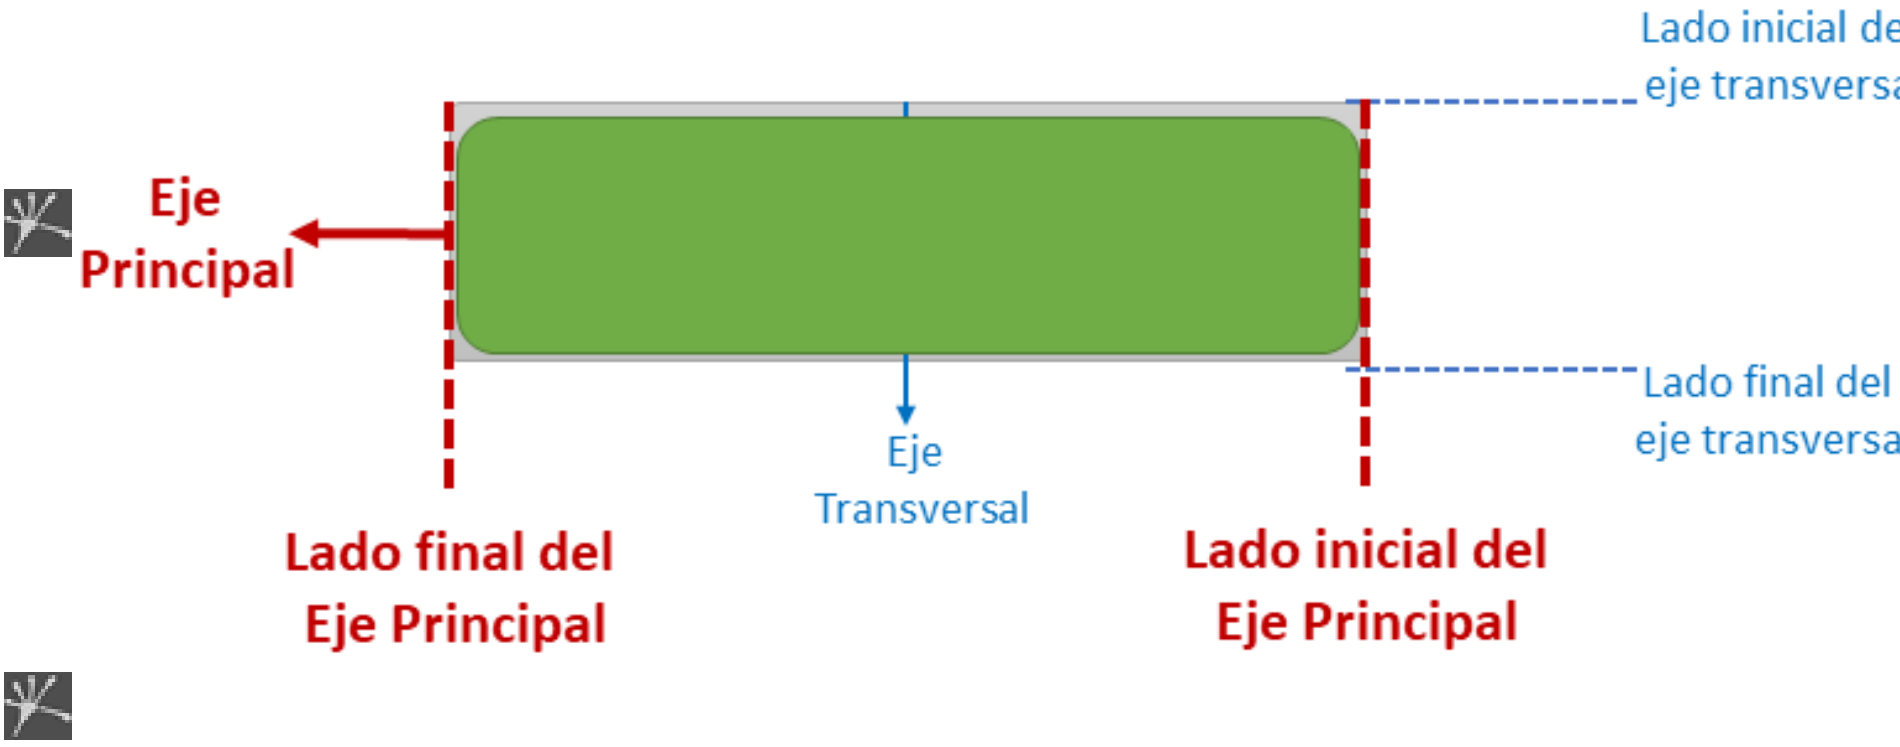 Lado inicial de
eje transversa
Eje
Principal
Lado final del
eje transversa
Eje
Transversal
Lado final del
Eje Principal
Lado inicial del
Eje Principal